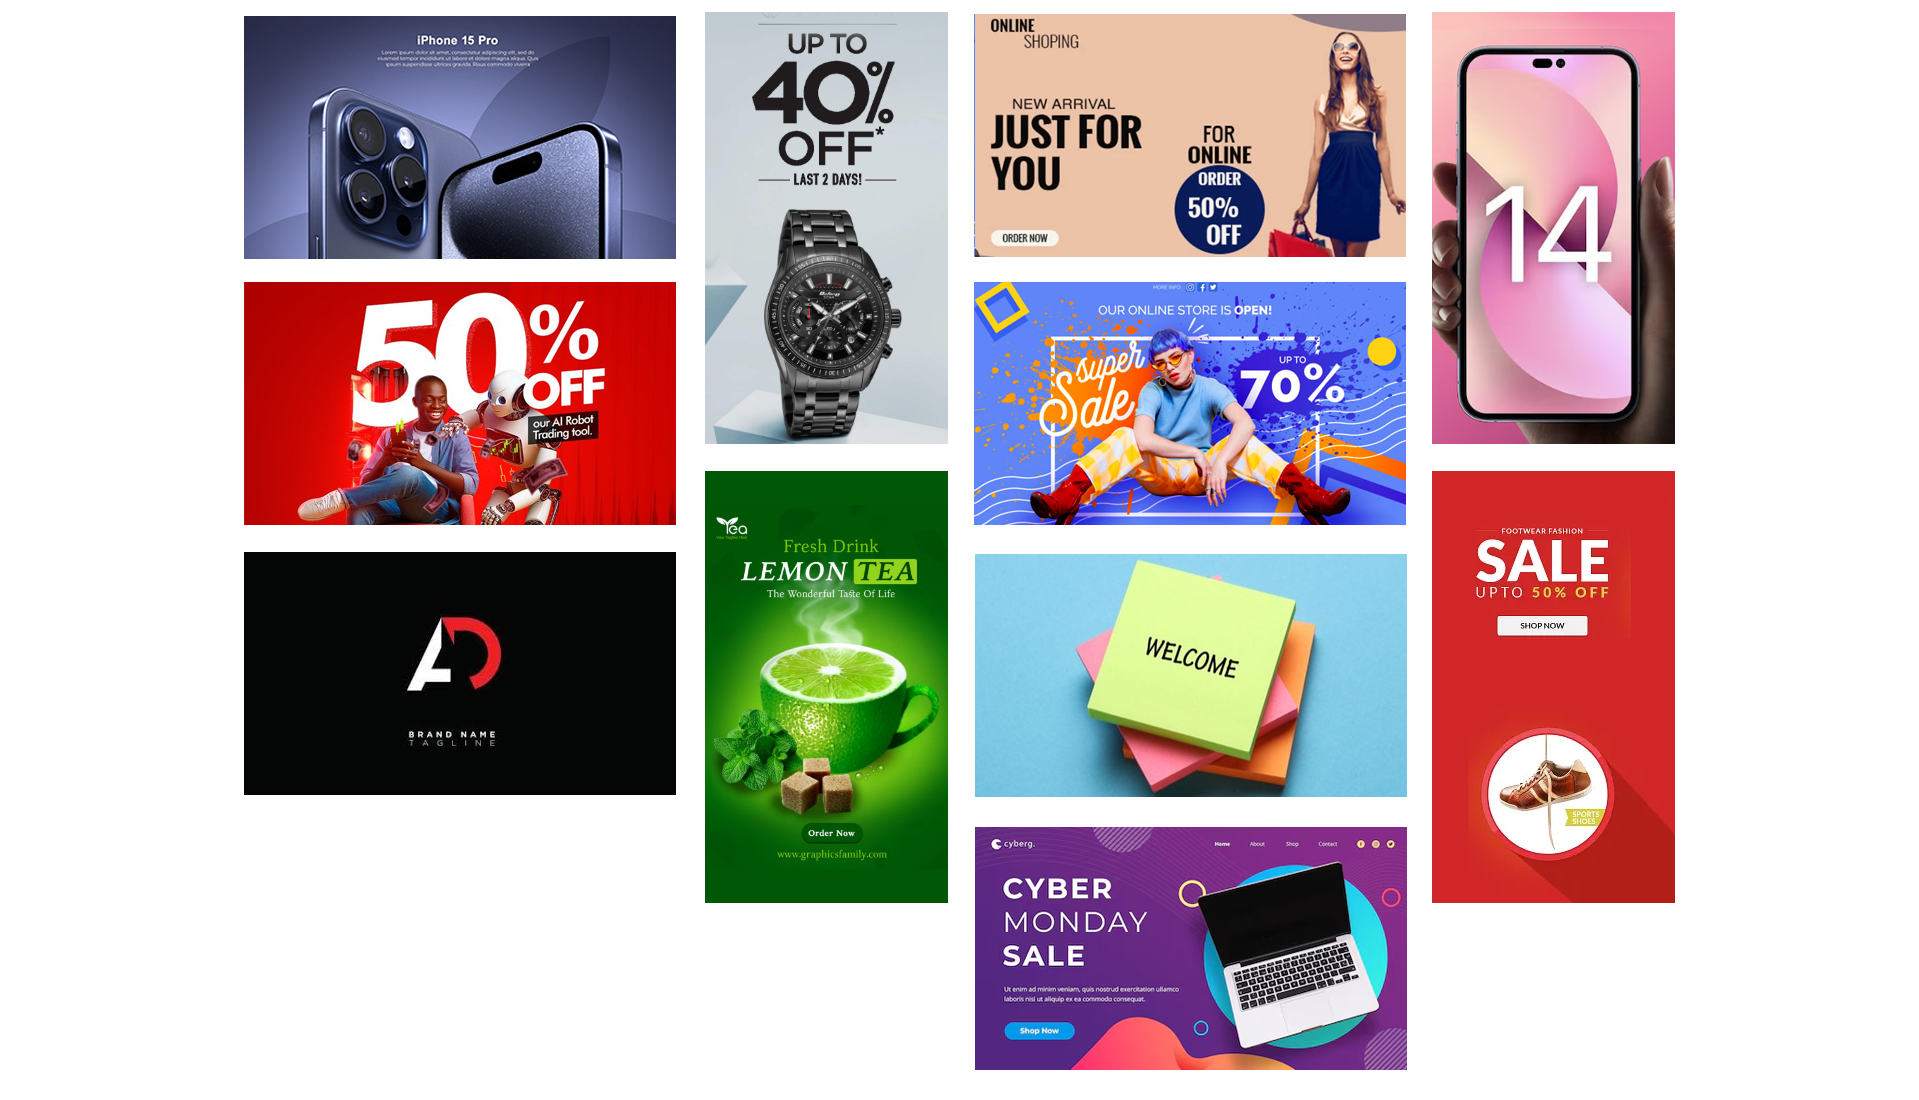 iPhone 15 Pro
Lorem ipsum dolor sit amet, consectetur adipiscing elit, sed do
eiusmod tempor incididunt ut labore et dolore magna aliqua. Quis
ipsum suspendisse ultrices gravida. Risus commodo viverra
50%
OFF
our AI Robot
Trading tool.
AD
BRAND NAME
TAGLINE
UP TO
40%
OFF*
LAST 2 DAYS!
Tea
Fresh Drink
LEMON TEA
The Wonderful Taste Of Life
Order Now
www.graphicsfamily.com
ONLINE
SHOPING
NEW ARRIVAL
JUST FOR
YOU
ORDER NOW
FOR
ONLINE
ORDER
50%
OFF
MORE INFO:
OUR ONLINE STORE IS OPEN!
super
Sale
UP TO
70%
WELCOME
cyberg.
Home About Shop Contact
CYBER
MONDAY
SALE
Ut enim ad minim veniam, quis nostrud exercitation ullamco
laboris nisi ut aliquip ex ea commodo consequat.
Shop Now
14
FOOTWEAR FASHION
SALE
UPTO 50% OFF
SHOP NOW
SPORTS
SHOES